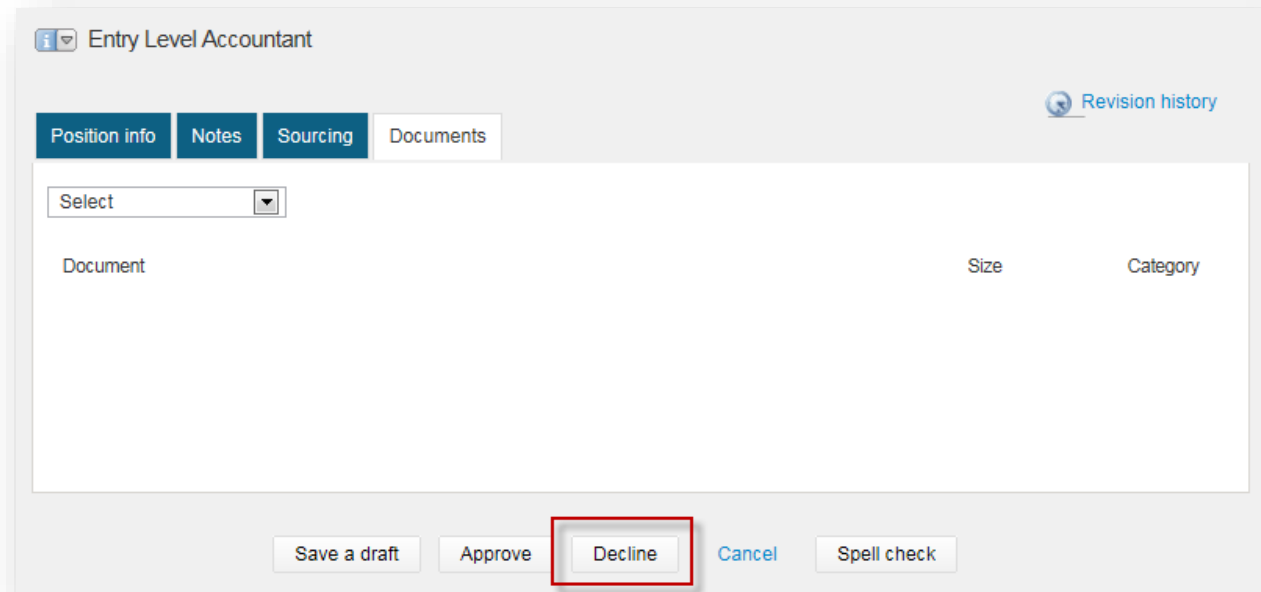 Entry Level Accountant
Revision history
Position info Notes Sourcing Documents
Select
Document Size Category
Save a draft Approve Decline Cancel Spell check